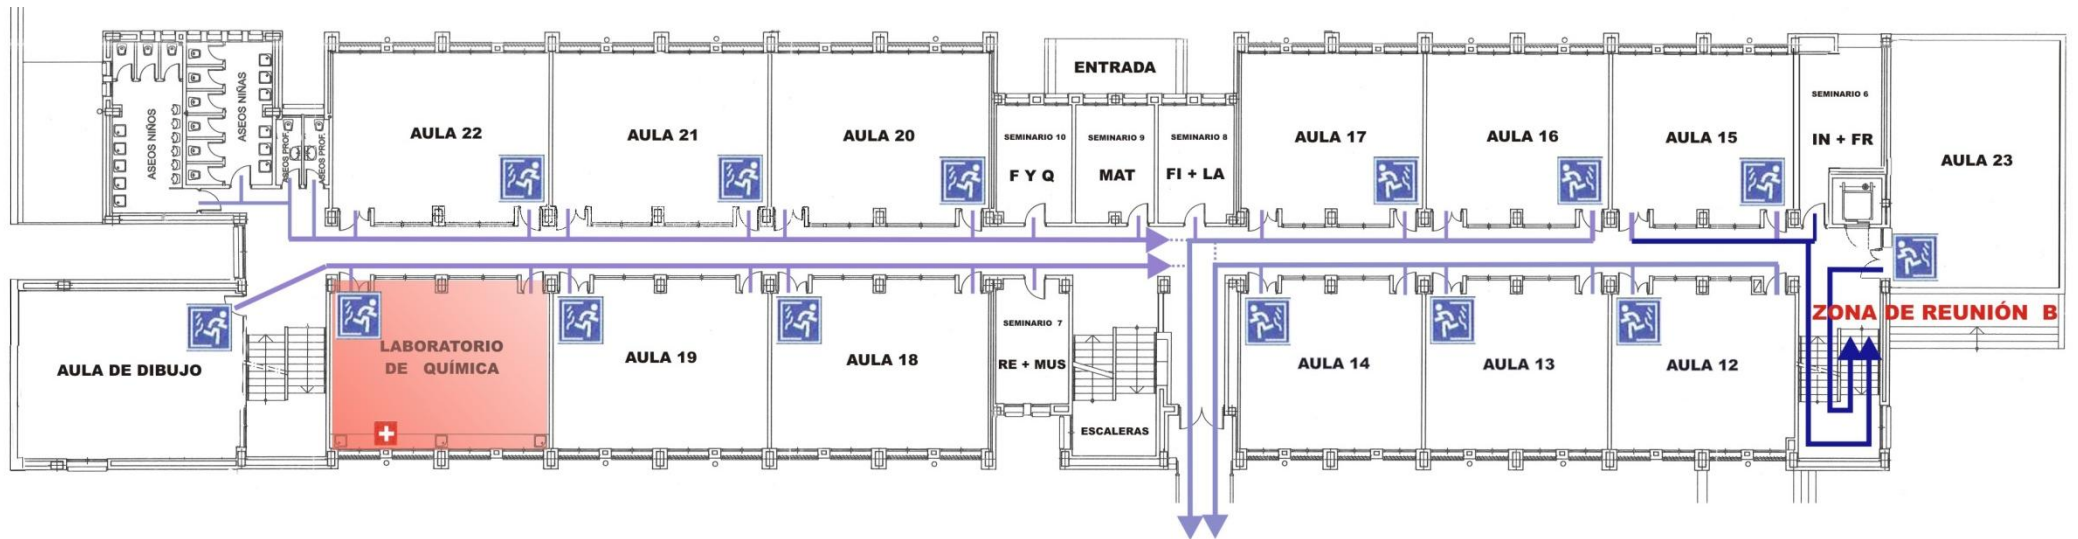 ENTRADA
ASEOS NIÑOS
ASEOS NIÑAS
ASEOS PROF.
ASEOS PROF.
AULA 22
AULA 21
AULA 20
SEMINARIO 10
F Y Q
SEMINARIO 9
MAT
SEMINARIO 8
FI + LA
AULA 17
AULA 16
AULA 15
SEMINARIO 6
IN + FR
AULA 23
AULA DE DIBUJO
LABORATORIO
DE QUÍMICA
AULA 19
AULA 18
SEMINARIO 7
RE + MUS
ESCALERAS
AULA 14
AULA 13
AULA 12
ZONA DE REUNIÓN B